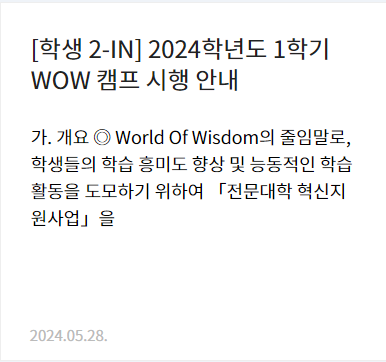 [학생 2-IN] 2024학년도 1학기
WOW 캠프 시행 안내
가. 개요 ◎ World Of Wisdom의 줄임말로,
학생들의 학습 흥미도 향상 및 능동적인 학습
활동을 도모하기 위하여 「전문대학 혁신지
원사업」을
2024.05.28.